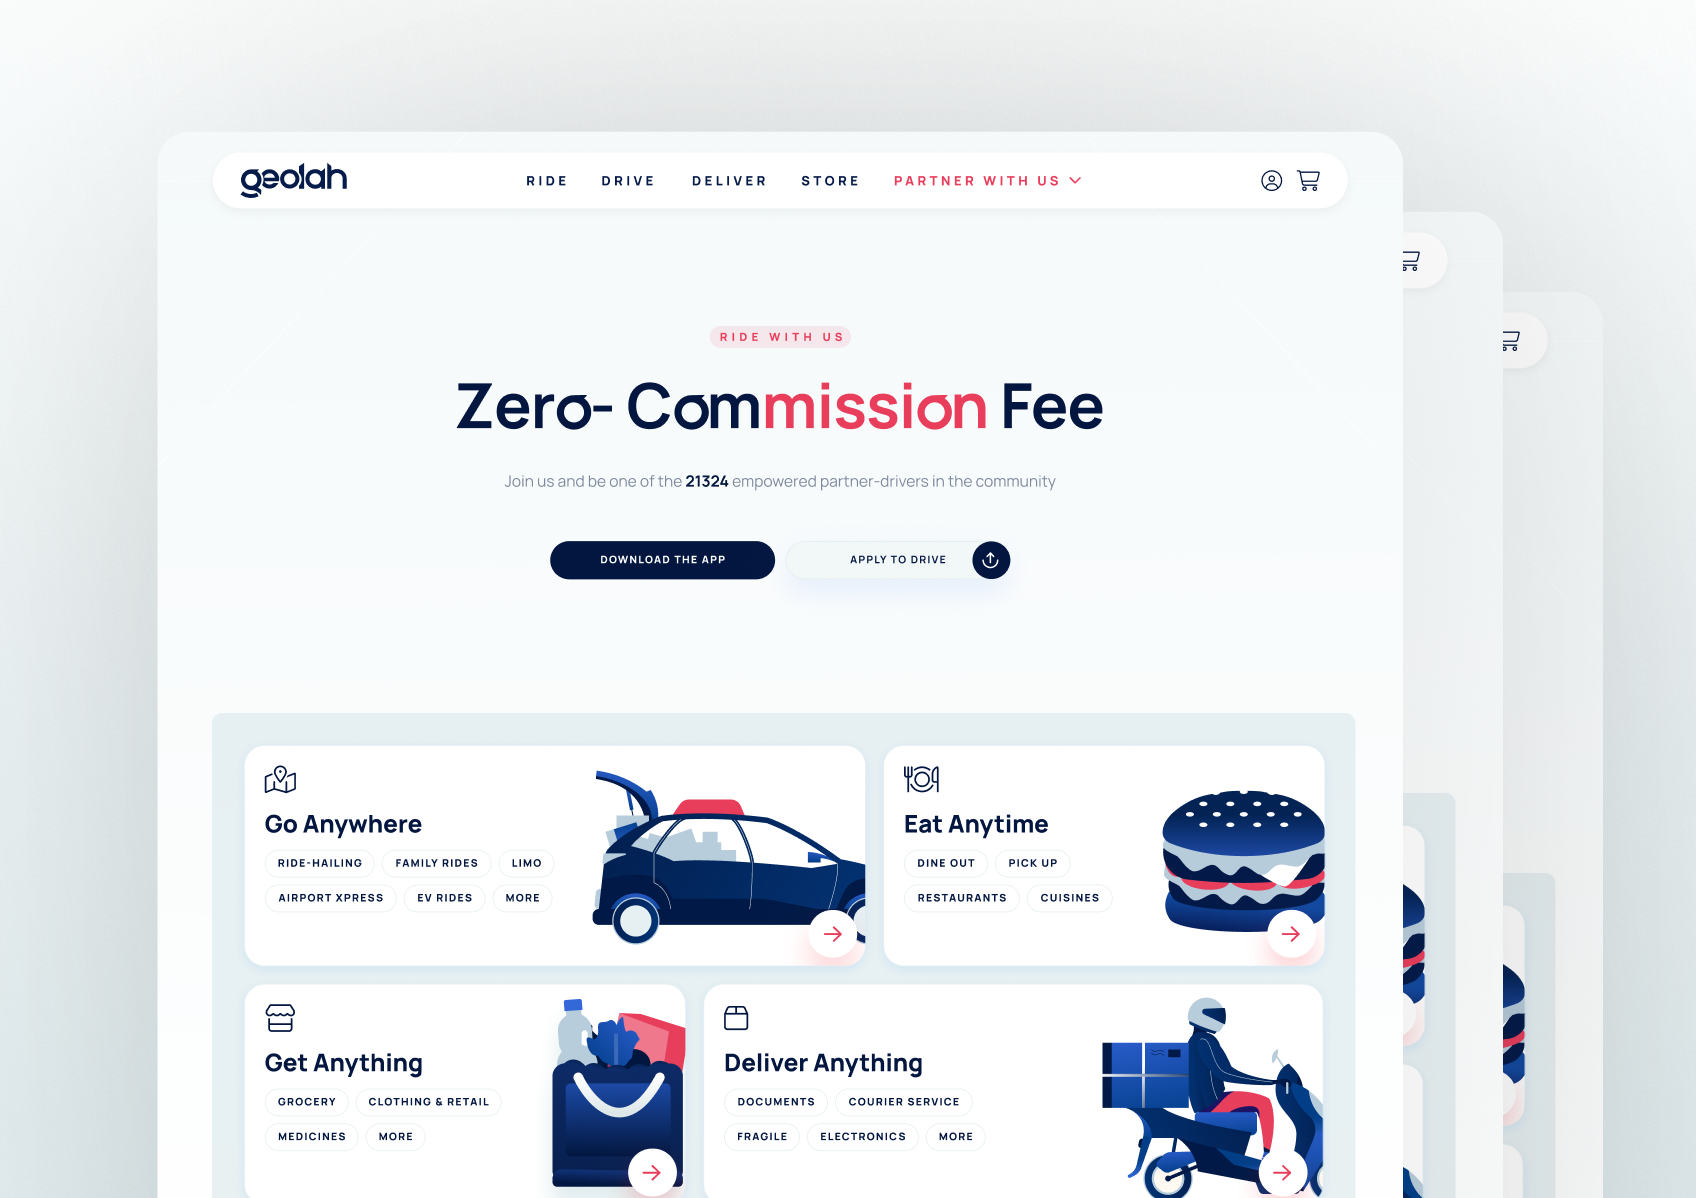 geolah
RIDE DRIVE DELIVER STORE PARTNER WITH US
RIDE WITH US
Zero- Commission Fee
Join us and be one of the 21324 empowered partner-drivers in the community
DOWNLOAD THE APP APPLY TO DRIVE
Go Anywhere
RIDE-HAILING FAMILY RIDES LIMO
AIRPORT XPRESS EV RIDES MORE
Eat Anytime
DINE OUT PICK UP
RESTAURANTS CUISINES
Get Anything
GROCERY CLOTHING & RETAIL
MEDICINES MORE
Deliver Anything
DOCUMENTS COURIER SERVICE
FRAGILE ELECTRONICS MORE